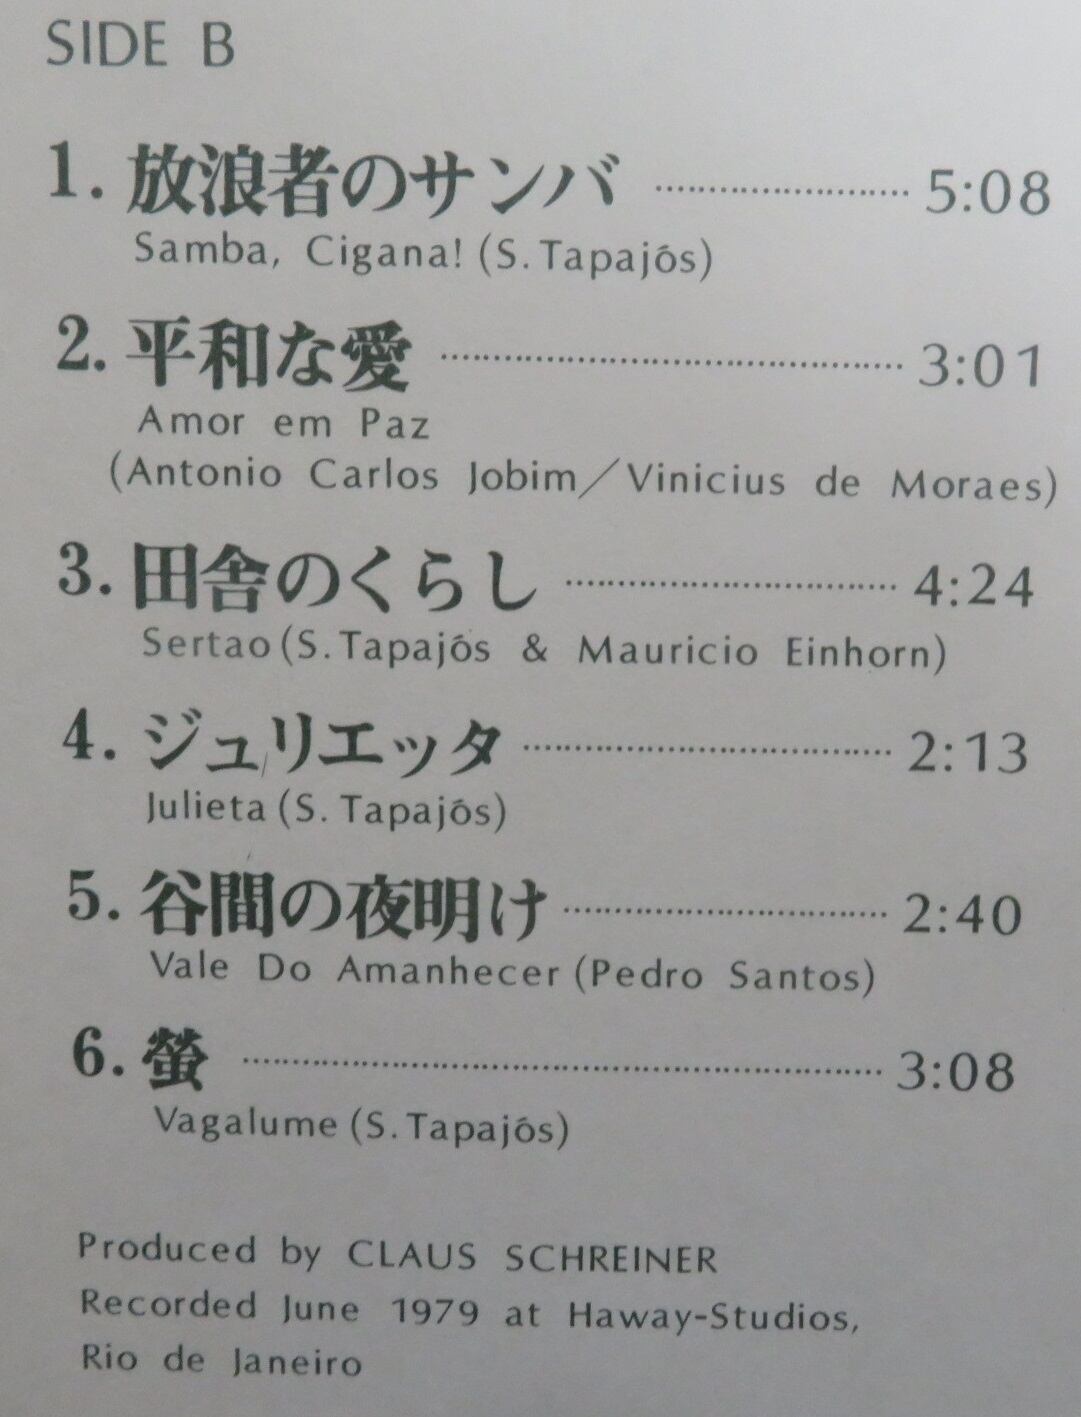 SIDE B
1. 放浪者のサンバ ........................ 5:08
Samba, Cigana! (S. Tapajós)
2. 平和な愛 ........................ 3:01
Amor em Paz
(Antonio Carlos Jobim／Vinicius de Moraes)
3. 田舎のくらし ........................ 4:24
Sertao (S. Tapajós & Mauricio Einhorn)
4. ジュリエッタ ........................ 2:13
Julieta (S. Tapajós)
5. 谷間の夜明け ........................ 2:40
Vale Do Amanhecer (Pedro Santos)
6. 螢 ........................ 3:08
Vagalume (S. Tapajós)
Produced by CLAUS SCHREINER
Recorded June 1979 at Haway-Studios,
Rio de Janeiro